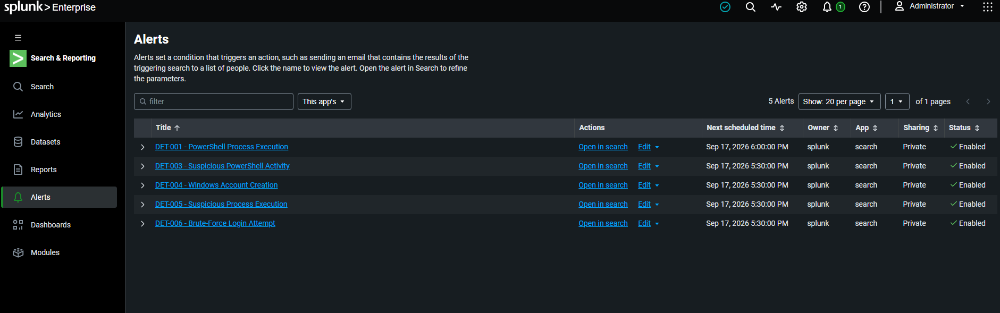 splunk> Enterprise
1
Administrator
Search & Reporting
Search
Analytics
Datasets
Reports
Alerts
Dashboards
Modules
Alerts
Alerts set a condition that triggers an action, such as sending an email that contains the results of the
triggering search to a list of people. Click the name to view the alert. Open the alert in Search to refine
the parameters.
filter This app's 5 Alerts Show: 20 per page 1 of 1 pages
Title Actions Next scheduled time Owner App Sharing Status
DET-001 - PowerShell Process Execution Open in search Edit Sep 17, 2026 6:00:00 PM splunk search Private Enabled
DET-003 - Suspicious PowerShell Activity Open in search Edit Sep 17, 2026 5:30:00 PM splunk search Private Enabled
DET-004 - Windows Account Creation Open in search Edit Sep 17, 2026 5:30:00 PM splunk search Private Enabled
DET-005 - Suspicious Process Execution Open in search Edit Sep 17, 2026 5:30:00 PM splunk search Private Enabled
DET-006 - Brute-Force Login Attempt Open in search Edit Sep 17, 2026 5:30:00 PM splunk search Private Enabled